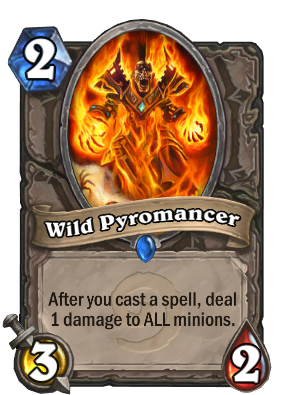 2
Wild Pyromancer
After you cast a spell, deal
1 damage to ALL minions.
3
2